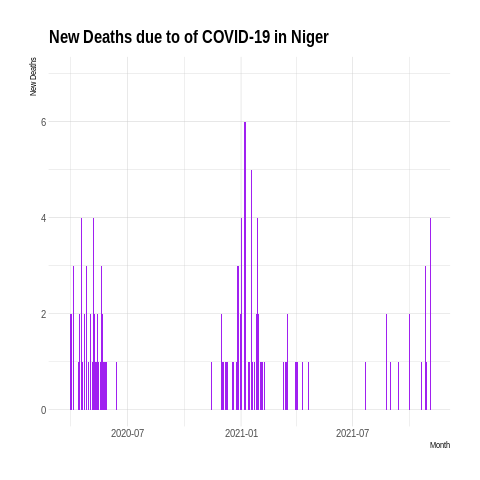 New Deaths due to of COVID-19 in Niger
New Deaths
6
4
2
0
2020-07 2021-01 2021-07
Month